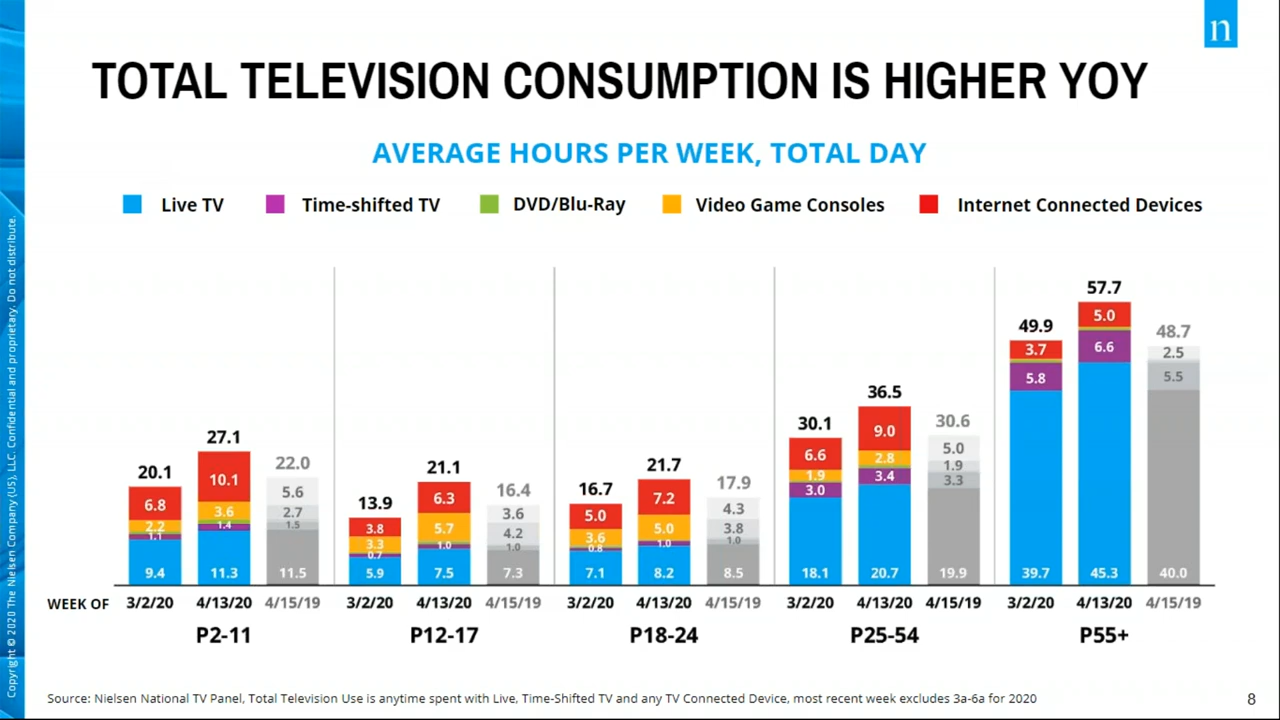 n
TOTAL TELEVISION CONSUMPTION IS HIGHER YOY
AVERAGE HOURS PER WEEK, TOTAL DAY
Live TV Time-shifted TV DVD/Blu-Ray Video Game Consoles Internet Connected Devices
20.1 27.1 22.0
6.8 10.1 5.6
2.2 3.6 2.7
1.1 1.4 1.5
9.4 11.3 11.5
13.9 21.1 16.4
3.8 6.3 3.6
3.3 5.7 4.2
0.7 1.0 1.0
5.9 7.5 7.3
16.7 21.7 17.9
5.0 7.2 4.3
3.6 5.0 3.8
0.8 1.0 1.0
7.1 8.2 8.5
30.1 36.5 30.6
6.6 9.0 5.0
1.9 2.8 1.9
3.0 3.4 3.3
18.1 20.7 19.9
49.9 57.7 48.7
3.7 5.0 2.5
5.8 6.6 5.5
39.7 45.3 40.0
WEEK OF 3/2/20 4/13/20 4/15/19 3/2/20 4/13/20 4/15/19 3/2/20 4/13/20 4/15/19 3/2/20 4/13/20 4/15/19 3/2/20 4/13/20 4/15/19
P2-11 P12-17 P18-24 P25-54 P55+
Source: Nielsen National TV Panel, Total Television Use is anytime spent with Live, Time-Shifted TV and any TV Connected Device, most recent week excludes 3a-6a for 2020
8
Copyright © 2020 The Nielsen Company (US), LLC. Confidential and proprietary. Do not distribute.